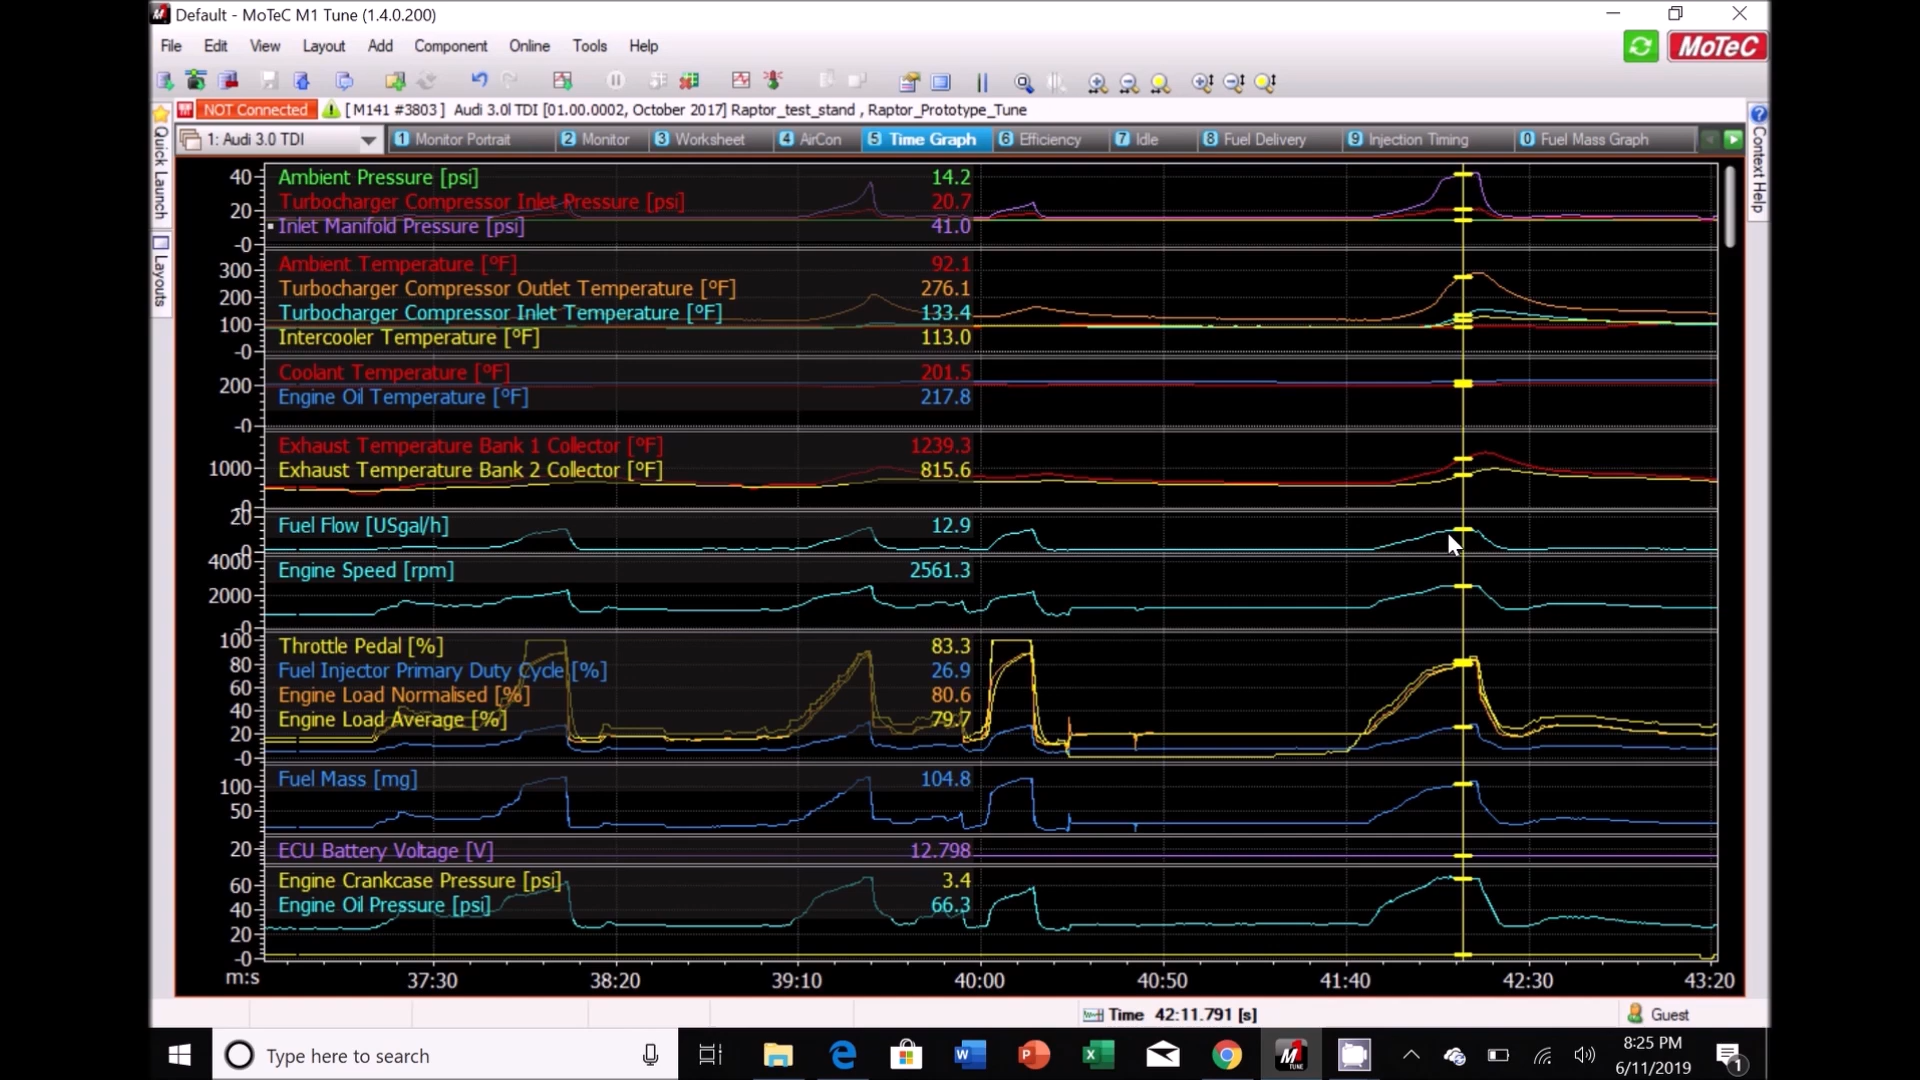 Default - MoTeC M1 Tune (1.4.0.200)
File Edit View Layout Add Component Online Tools Help
MoTeC
NOT Connected [ M141 #3803 ] Audi 3.0l TDI [01.00.0002, October 2017] Raptor_test_stand , Raptor_Prototype_Tune
1: Audi 3.0 TDI 1 Monitor Portrait 2 Monitor 3 Worksheet 4 AirCon 5 Time Graph 6 Efficiency 7 Idle 8 Fuel Delivery 9 Injection Timing 0 Fuel Mass Graph
Quick Launch
Layouts
Context Help
40 Ambient Pressure [psi] 14.2
Turbocharger Compressor Inlet Pressure [psi] 20.7
20
Inlet Manifold Pressure [psi] 41.0
-0
Ambient Temperature [°F] 92.1
300
Turbocharger Compressor Outlet Temperature [°F] 276.1
200
Turbocharger Compressor Inlet Temperature [°F] 133.4
100
Intercooler Temperature [°F] 113.0
-0
Coolant Temperature [°F] 201.5
200
Engine Oil Temperature [°F] 217.8
-0
Exhaust Temperature Bank 1 Collector [°F] 1239.3
1000 Exhaust Temperature Bank 2 Collector [°F] 815.6
0
20
Fuel Flow [USgal/h] 12.9
-0
4000
Engine Speed [rpm] 2561.3
2000
-0
100 Throttle Pedal [%] 83.3
80 Fuel Injector Primary Duty Cycle [%] 26.9
60 Engine Load Normalised [%] 80.6
40 Engine Load Average [%] 79.7
20
-0
100 Fuel Mass [mg] 104.8
50
20 ECU Battery Voltage [V] 12.798
60 Engine Crankcase Pressure [psi] 3.4
40 Engine Oil Pressure [psi] 66.3
20
-0
m:s 37:30 38:20 39:10 40:00 40:50 41:40 42:30 43:20
Time 42:11.791 [s] Guest
Type here to search
M1 TUNE
8:25 PM
6/11/2019
1